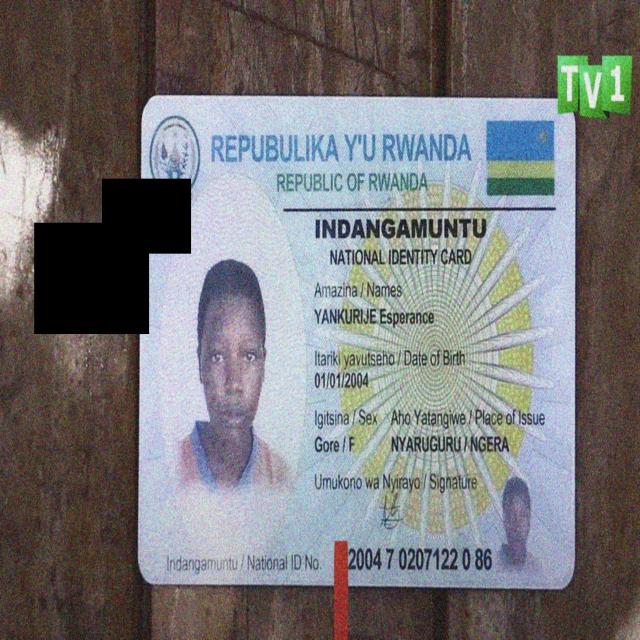 TV1
REPUBULIKA Y'U RWANDA
REPUBLIC OF RWANDA
INDANGAMUNTU
NATIONAL IDENTITY CARD
Amazina / Names
YANKURIJE Esperance
Itariki yavutseho / Date of Birth
01/01/2004
Igitsina / Sex Aho Yatangiwe / Place of Issue
Gore / F NYARUGURU / NGERA
Umukono wa Nyirayo / Signature
Indangamuntu / National ID No. 2004 7 0207122 0 86